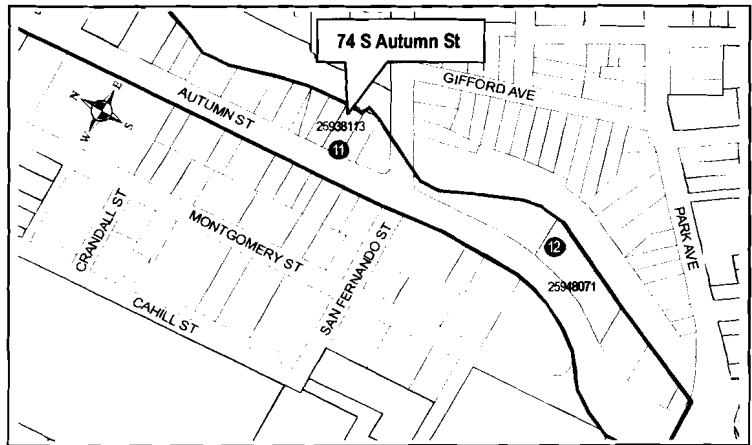 74 S Autumn St
GIFFORD AVE
N
E
W
S
AUTUMN ST
25938113
11
PARK AVE
CRANDALL ST
MONTGOMERY ST
SAN FERNANDO ST
12
25948071
CAHILL ST